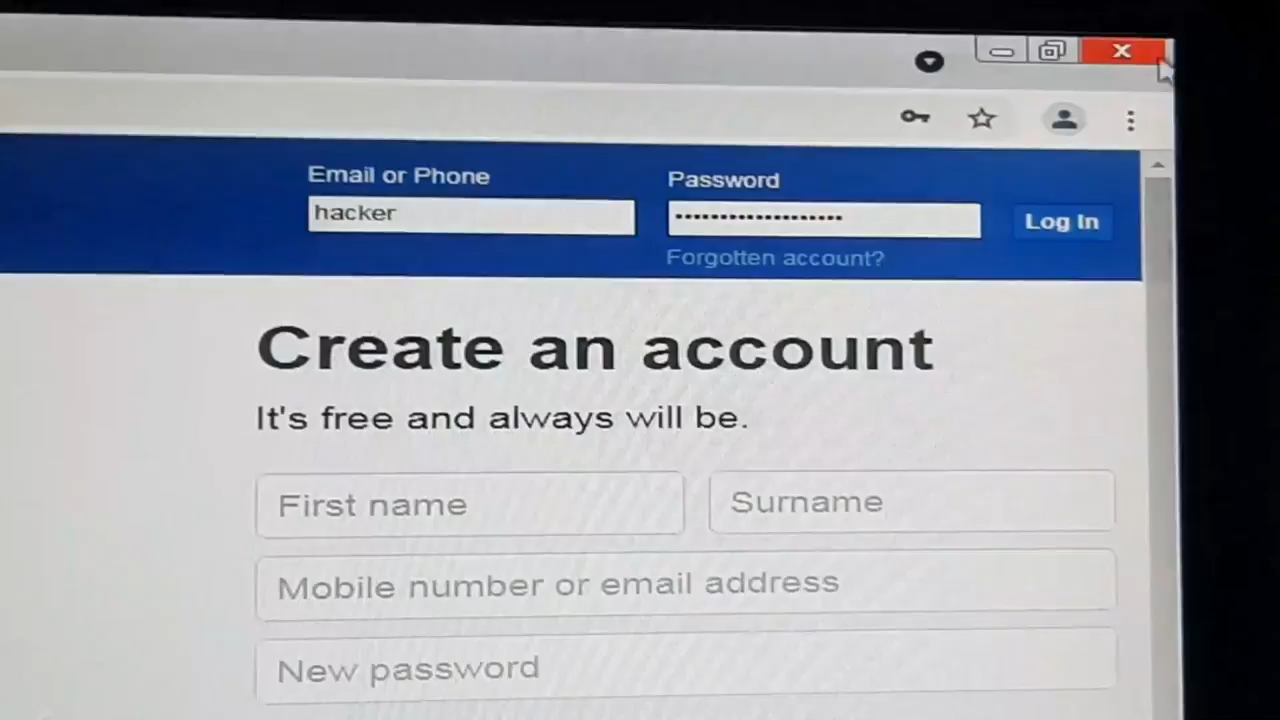 Email or Phone
Password
hacker
•••••••••••••••••••
Log In
Forgotten account?
Create an account
It's free and always will be.
First name
Surname
Mobile number or email address
New password